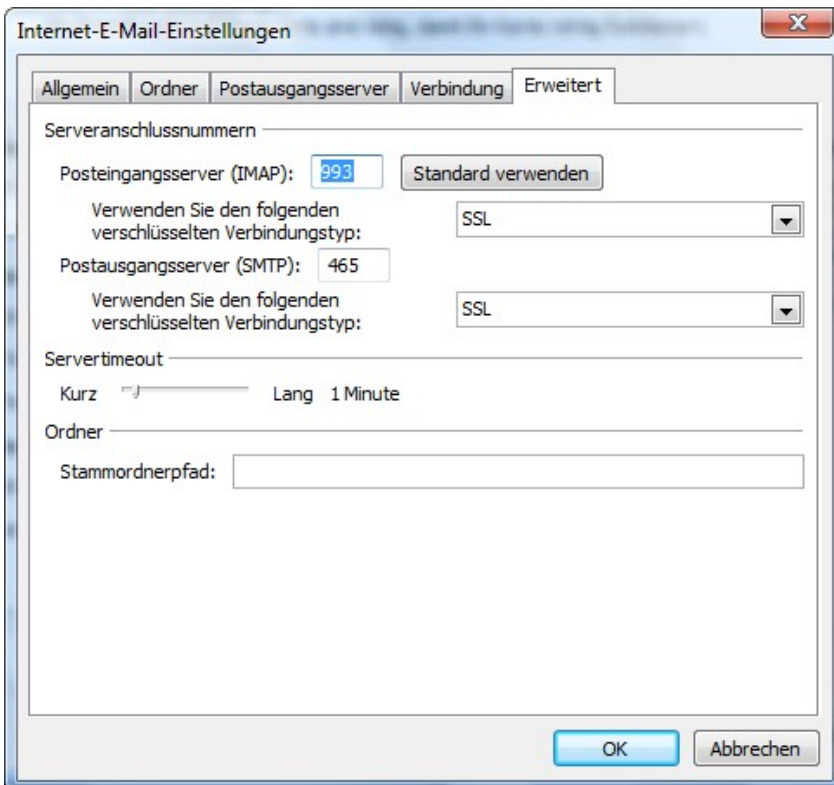 Internet-E-Mail-Einstellungen
Allgemein Ordner Postausgangsserver Verbindung Erweitert
Serveranschlussnummern
Posteingangsserver (IMAP): 993 Standard verwenden
Verwenden Sie den folgenden
verschlüsselten Verbindungstyp: SSL
Postausgangsserver (SMTP): 465
Verwenden Sie den folgenden
verschlüsselten Verbindungstyp: SSL
Servertimeout
Kurz Lang 1 Minute
Ordner
Stammordnerpfad:
OK Abbrechen